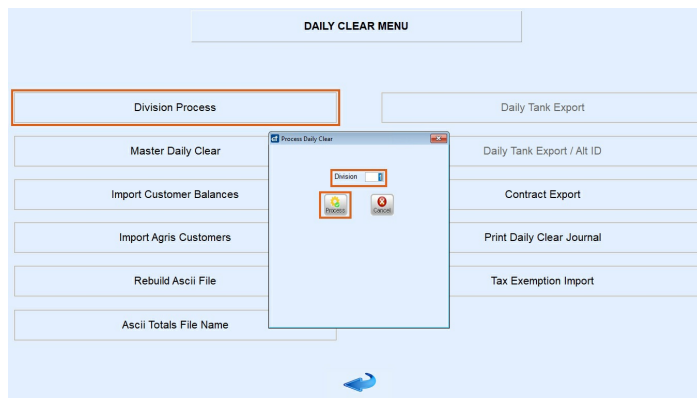 DAILY CLEAR MENU
Division Process
Daily Tank Export
Master Daily Clear
Process Daily Clear
Daily Tank Export / Alt ID
Division 1
Import Customer Balances
Process
Cancel
Contract Export
Import Agris Customers
Print Daily Clear Journal
Rebuild Ascii File
Tax Exemption Import
Ascii Totals File Name